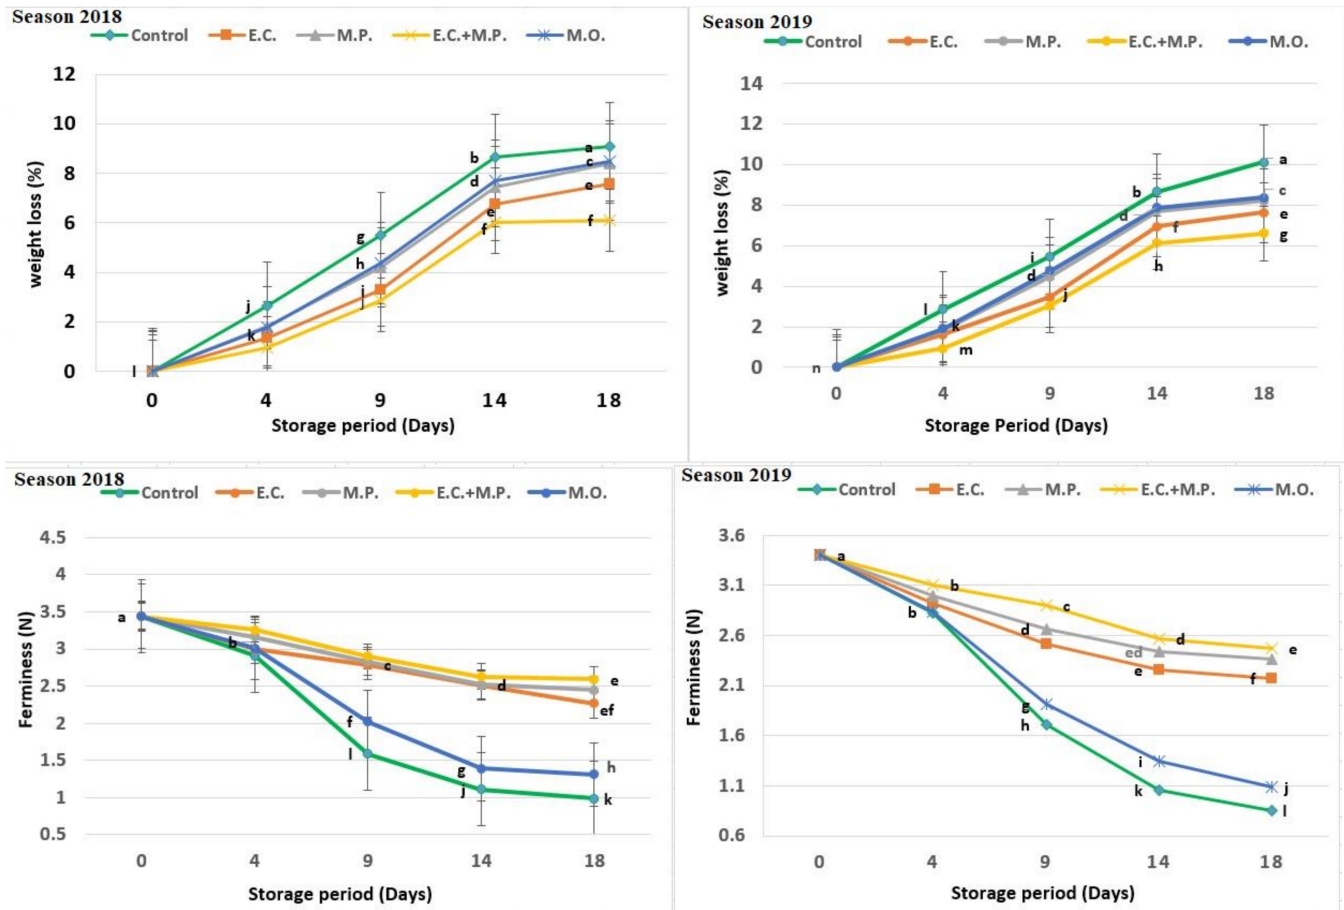 Season 2018
Control E.C. M.P. E.C.+M.P. M.O.
weight loss (%)
12
10
8
6
4
2
0
l
j
k
g
h
i
j
b
d
e
f
a
c
e
f
0 4 9 14 18
Storage period (Days)
Season 2019
Control E.C. M.P. E.C.+M.P. M.O.
weight loss (%)
14
12
10
8
6
4
2
0
n
l
k
m
i
d
j
b
d
f
h
a
c
e
g
0 4 9 14 18
Storage Period (Days)
Season 2018
Control E.C. M.P. E.C.+M.P. M.O.
Ferminess (N)
4.5
4
3.5
3
2.5
2
1.5
1
0.5
a
b
c
f
l
d
g
j
e
ef
h
k
0 4 9 14 18
Storage period (Days)
Season 2019
Control E.C. M.P. E.C.+M.P. M.O.
Ferminess (N)
3.6
3.1
2.6
2.1
1.6
1.1
0.6
a
b
b
c
d
g
h
d
ed
e
i
k
e
f
j
l
0 4 9 14 18
Storage period (Days)